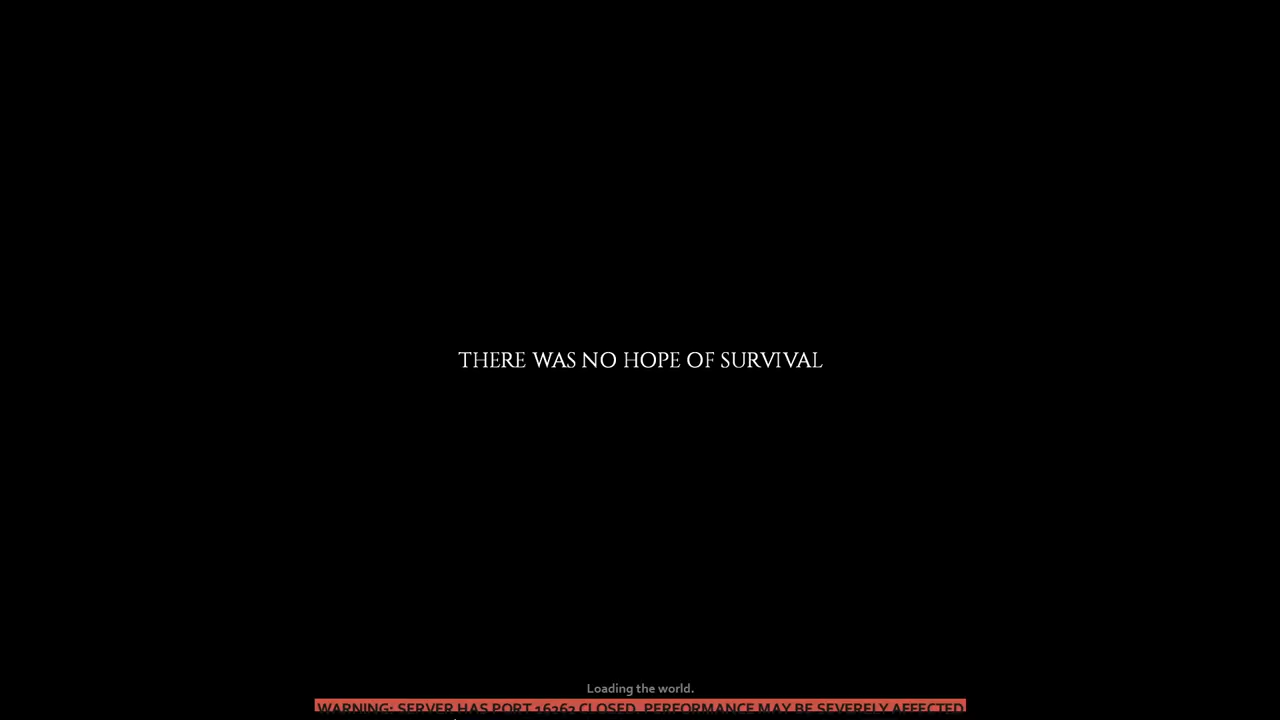 THERE WAS NO HOPE OF SURVIVAL
Loading the world.
WARNING: SERVER HAS PORT 16262 CLOSED. PERFORMANCE MAY BE SEVERELY AFFECTED